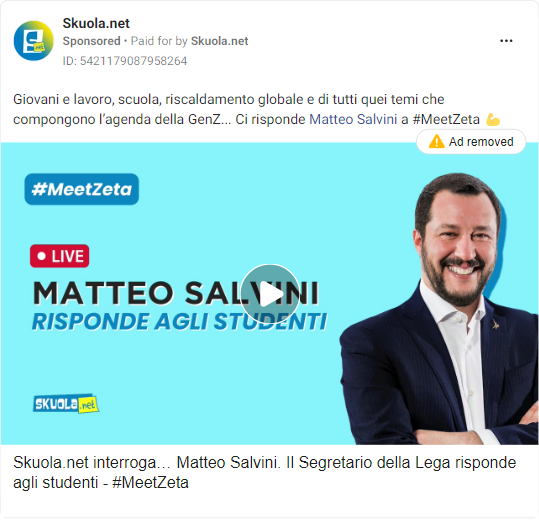 Skuola.net
Sponsored • Paid for by Skuola.net
ID: 5421179087958264
Giovani e lavoro, scuola, riscaldamento globale e di tutti quei temi che
compongono l’agenda della GenZ... Ci risponde Matteo Salvini a #MeetZeta 💪
Ad removed
#MeetZeta
LIVE
MATTEO SALVINI
RISPONDE AGLI STUDENTI
SKUOLA.net
Skuola.net interroga… Matteo Salvini. Il Segretario della Lega risponde
agli studenti - #MeetZeta